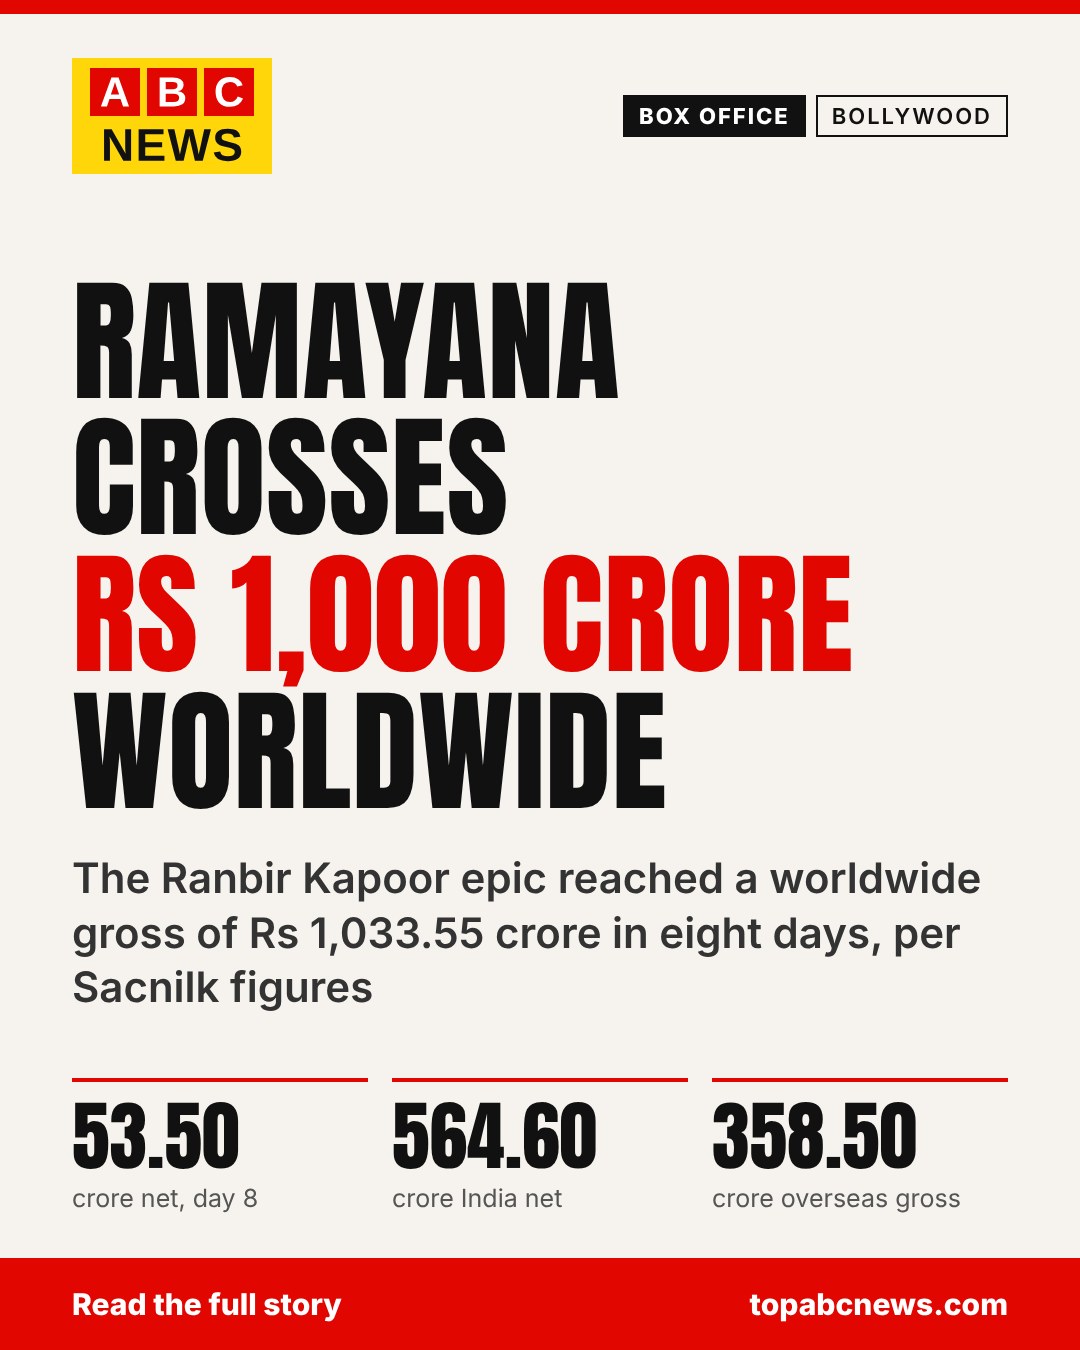 ABC
NEWS
BOX OFFICE
BOLLYWOOD
RAMAYANA
CROSSES
RS 1,000 CRORE
WORLDWIDE
The Ranbir Kapoor epic reached a worldwide
gross of Rs 1,033.55 crore in eight days, per
Sacnilk figures
53.50
crore net, day 8
564.60
crore India net
358.50
crore overseas gross
Read the full story
topabcnews.com